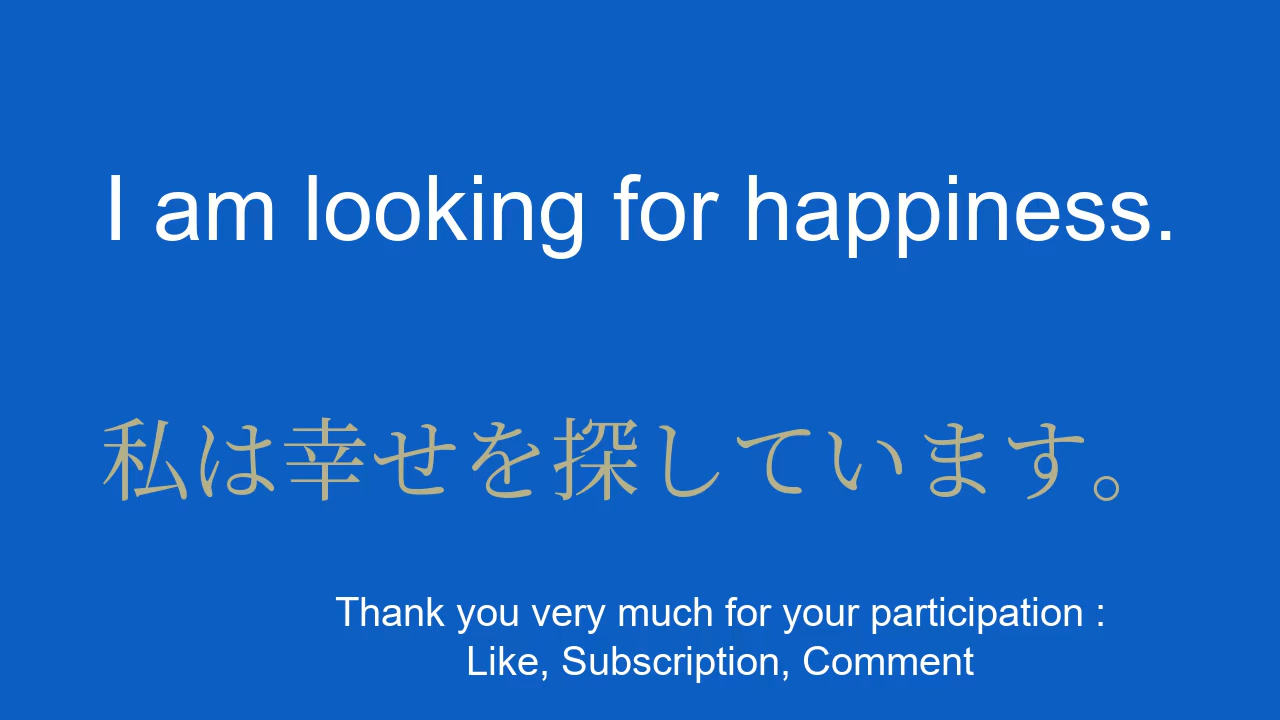 I am looking for happiness.
私は幸せを探しています。
Thank you very much for your participation :
Like, Subscription, Comment